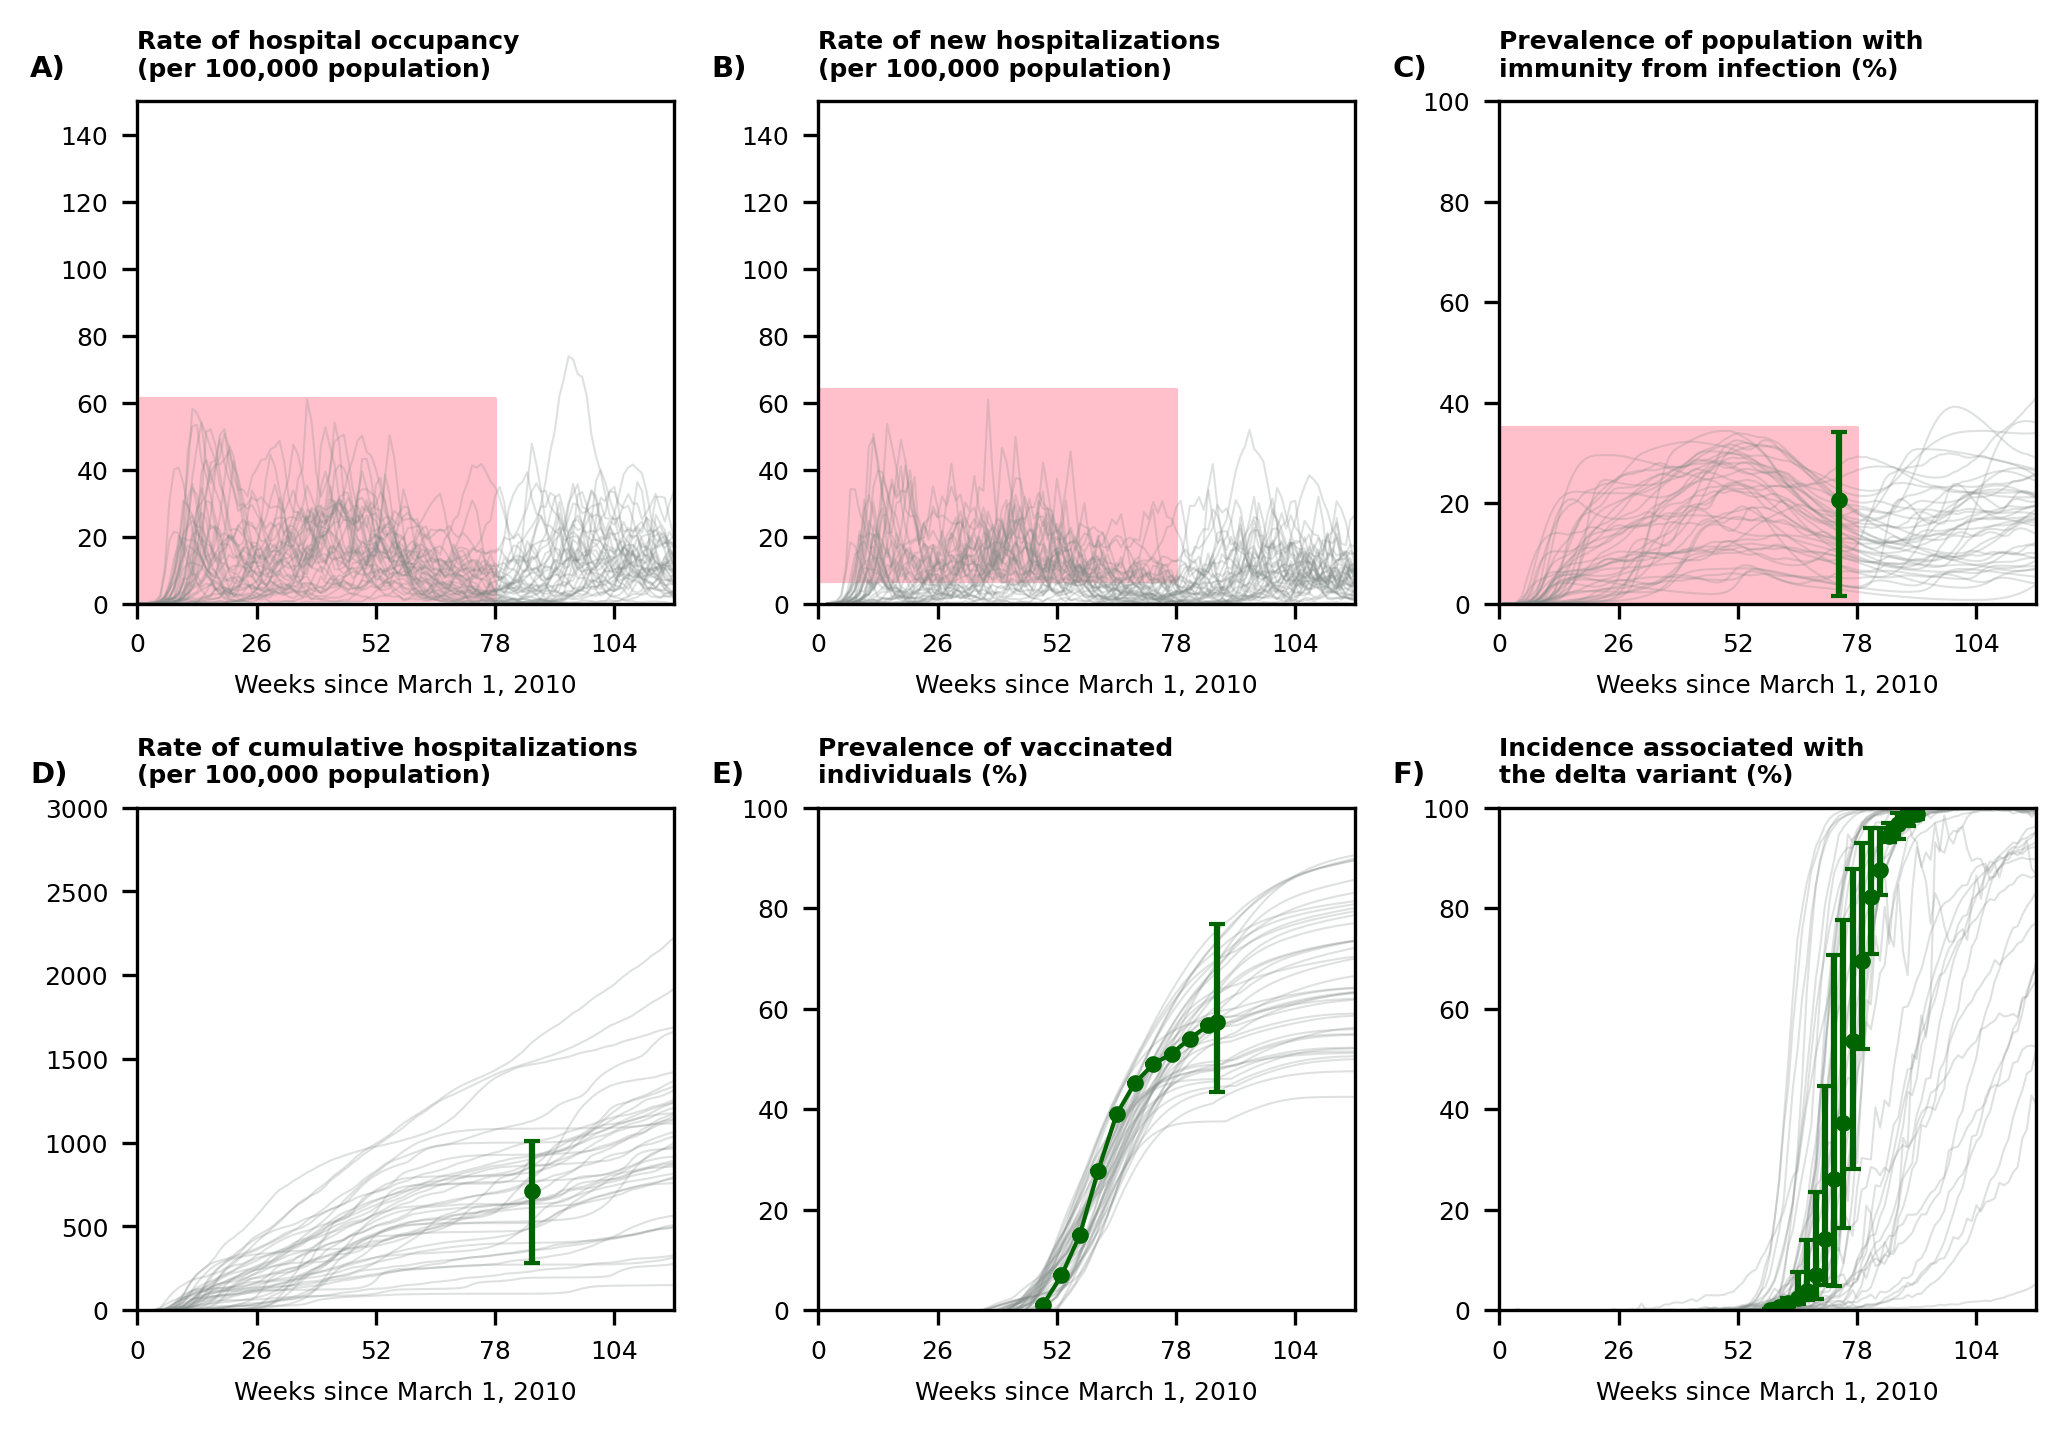 A)
Rate of hospital occupancy
(per 100,000 population)
140
120
100
80
60
40
20
0
0 26 52 78 104
Weeks since March 1, 2010
B)
Rate of new hospitalizations
(per 100,000 population)
140
120
100
80
60
40
20
0
0 26 52 78 104
Weeks since March 1, 2010
C)
Prevalence of population with
immunity from infection (%)
100
80
60
40
20
0
0 26 52 78 104
Weeks since March 1, 2010
D)
Rate of cumulative hospitalizations
(per 100,000 population)
3000
2500
2000
1500
1000
500
0
0 26 52 78 104
Weeks since March 1, 2010
E)
Prevalence of vaccinated
individuals (%)
100
80
60
40
20
0
0 26 52 78 104
Weeks since March 1, 2010
F)
Incidence associated with
the delta variant (%)
100
80
60
40
20
0
0 26 52 78 104
Weeks since March 1, 2010